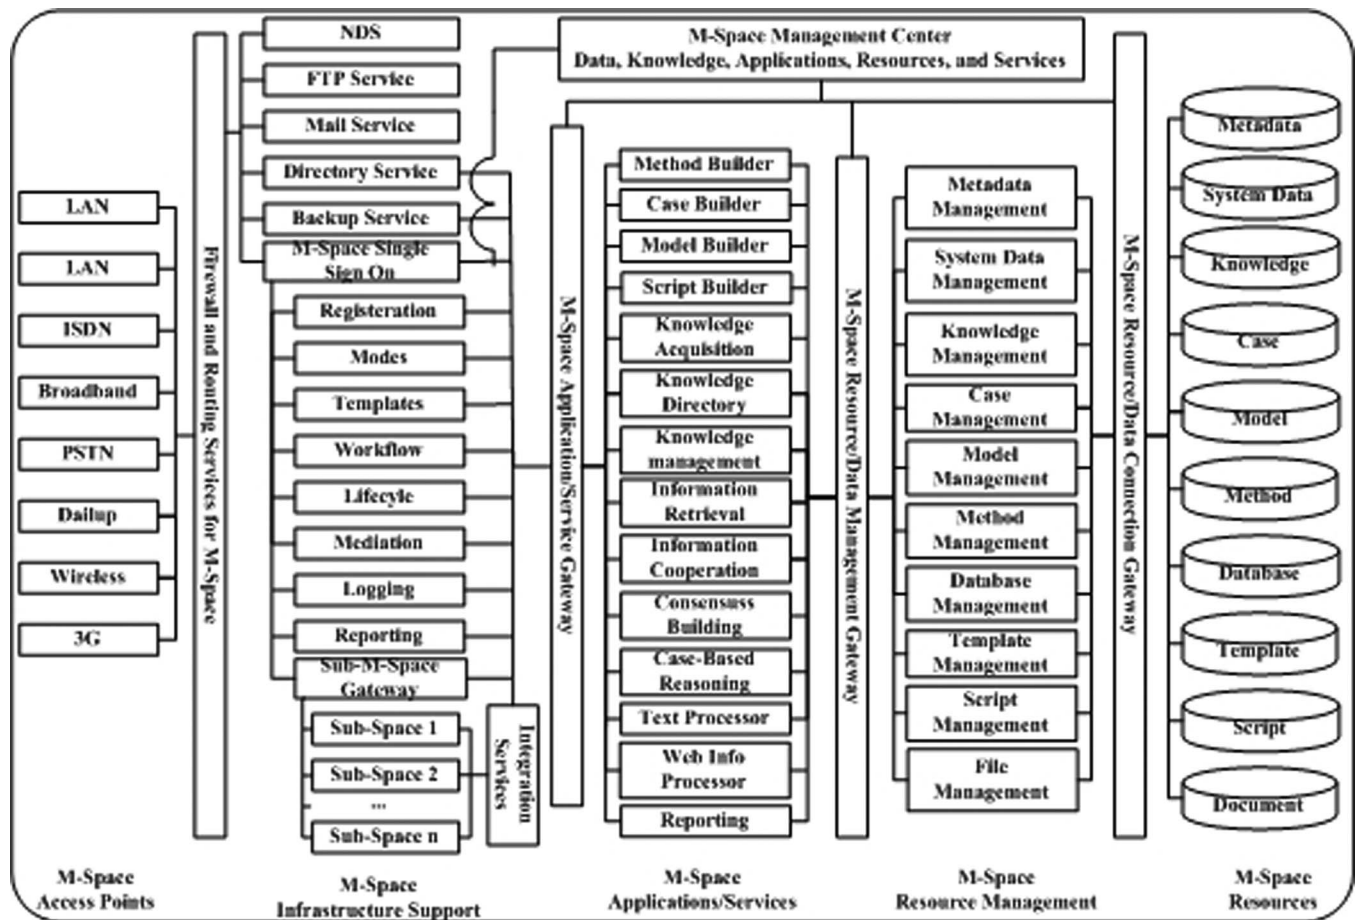 M-Space Management Center
Data, Knowledge, Applications, Resources, and Services
LAN
LAN
ISDN
Broadband
PSTN
Dailup
Wireless
3G
M-Space
Access Points
Firewall and Routing Services for M-Space
NDS
FTP Service
Mail Service
Directory Service
Backup Service
M-Space Single
Sign On
Registeration
Modes
Templates
Workflow
Lifecyle
Mediation
Logging
Reporting
Sub-M-Space
Gateway
Sub-Space 1
Sub-Space 2
...
Sub-Space n
Integration
Services
M-Space
Infrastructure Support
M-Space Application/Service Gateway
Method Builder
Case Builder
Model Builder
Script Builder
Knowledge
Acquisition
Knowledge
Directory
Knowledge
management
Information
Retrieval
Information
Cooperation
Consensuss
Building
Case-Based
Reasoning
Text Processor
Web Info
Processor
Reporting
M-Space
Applications/Services
M-Space Resource/Data Management Gateway
Metadata
Management
System Data
Management
Knowledge
Management
Case
Management
Model
Management
Method
Management
Database
Management
Template
Management
Script
Management
File
Management
M-Space
Resource Management
M-Space Resource/Data Connection Gateway
Metadata
System Data
Knowledge
Case
Model
Method
Database
Template
Script
Document
M-Space
Resources